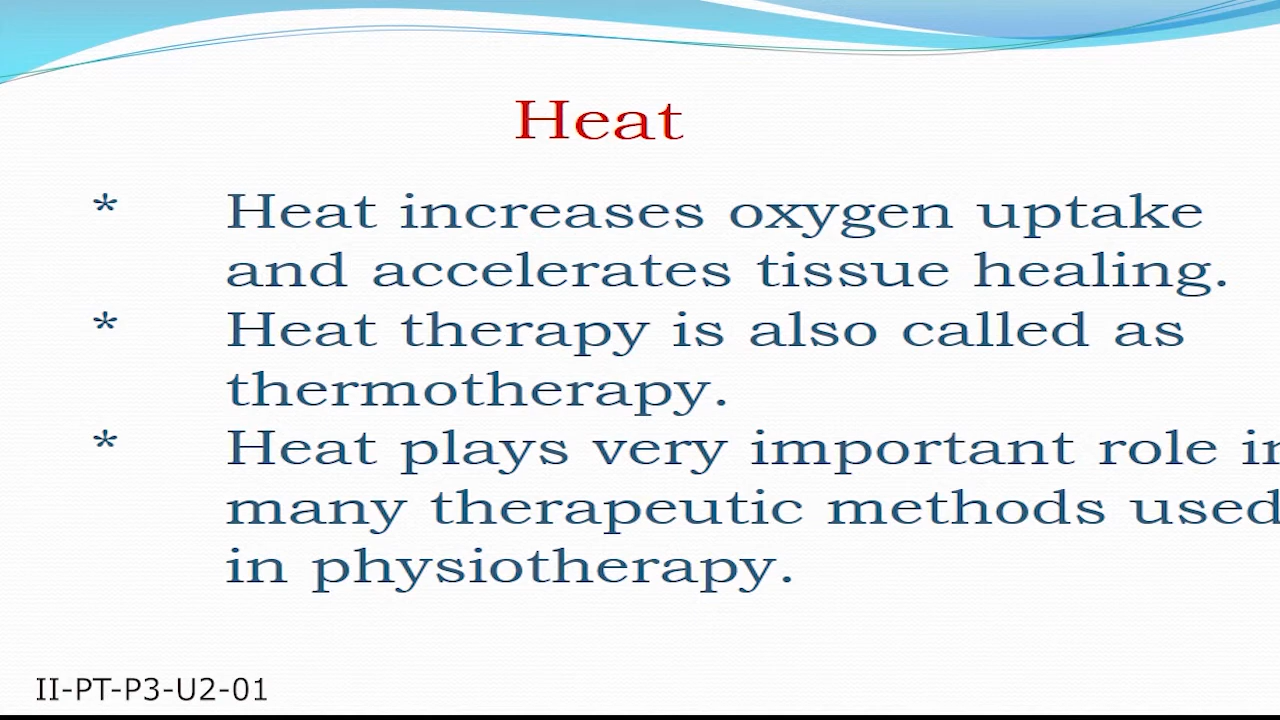 Heat
* Heat increases oxygen uptake
and accelerates tissue healing.
* Heat therapy is also called as
thermotherapy.
* Heat plays very important role in
many therapeutic methods used
in physiotherapy.
II-PT-P3-U2-01